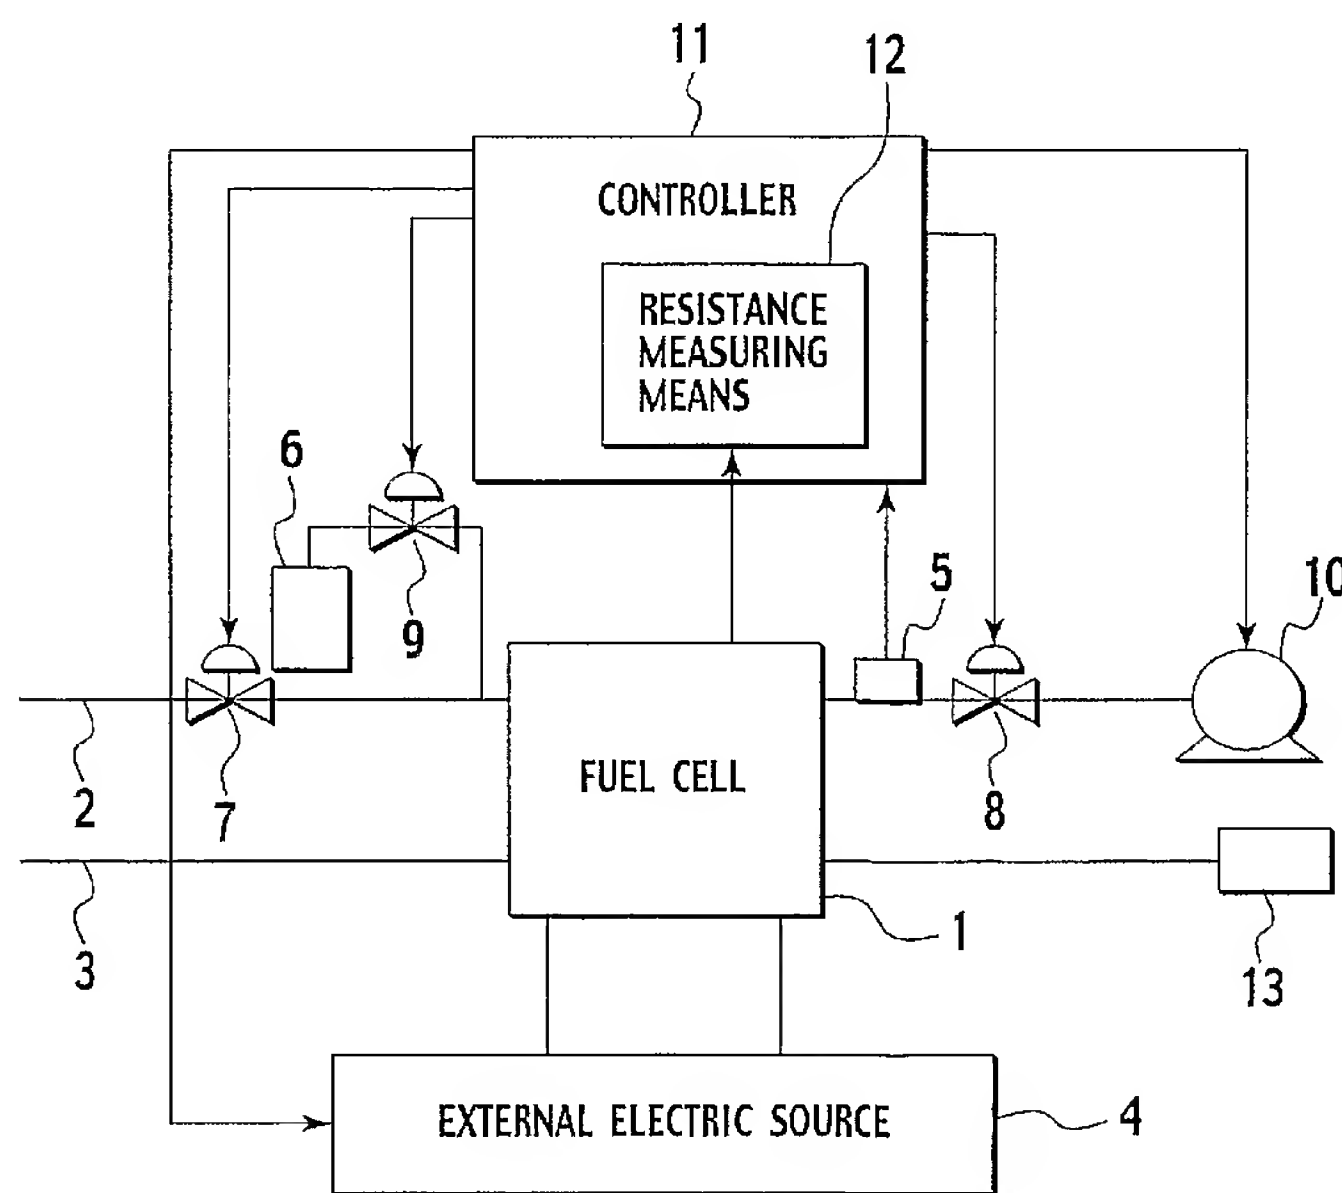 11
12
CONTROLLER
RESISTANCE
MEASURING
MEANS
6
9
5
10
FUEL CELL
2
7
8
3
1
13
EXTERNAL ELECTRIC SOURCE
4